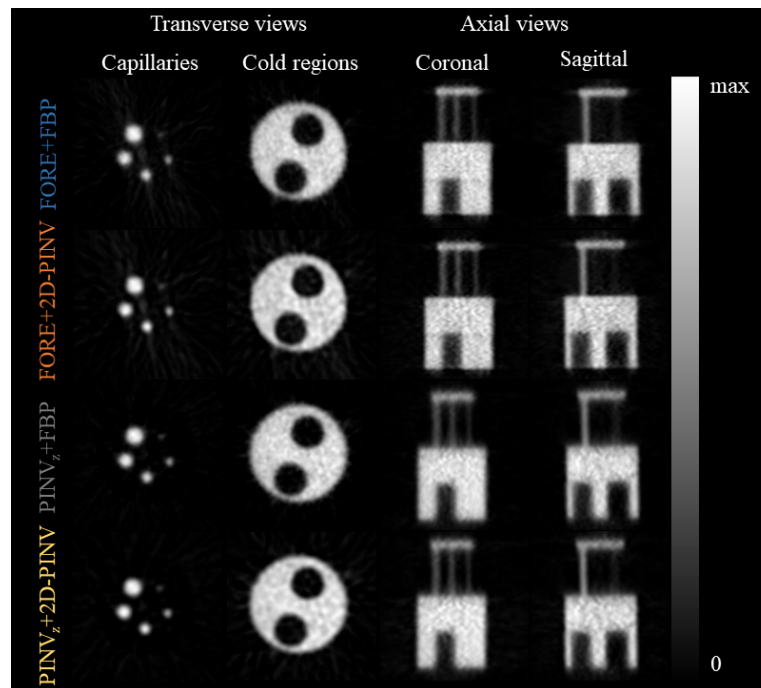 Transverse views
Axial views
Capillaries
Cold regions
Coronal
Sagittal
max
FORE+FBP
FORE+2D-PINV
PINVz+FBP
PINVz+2D-PINV
0